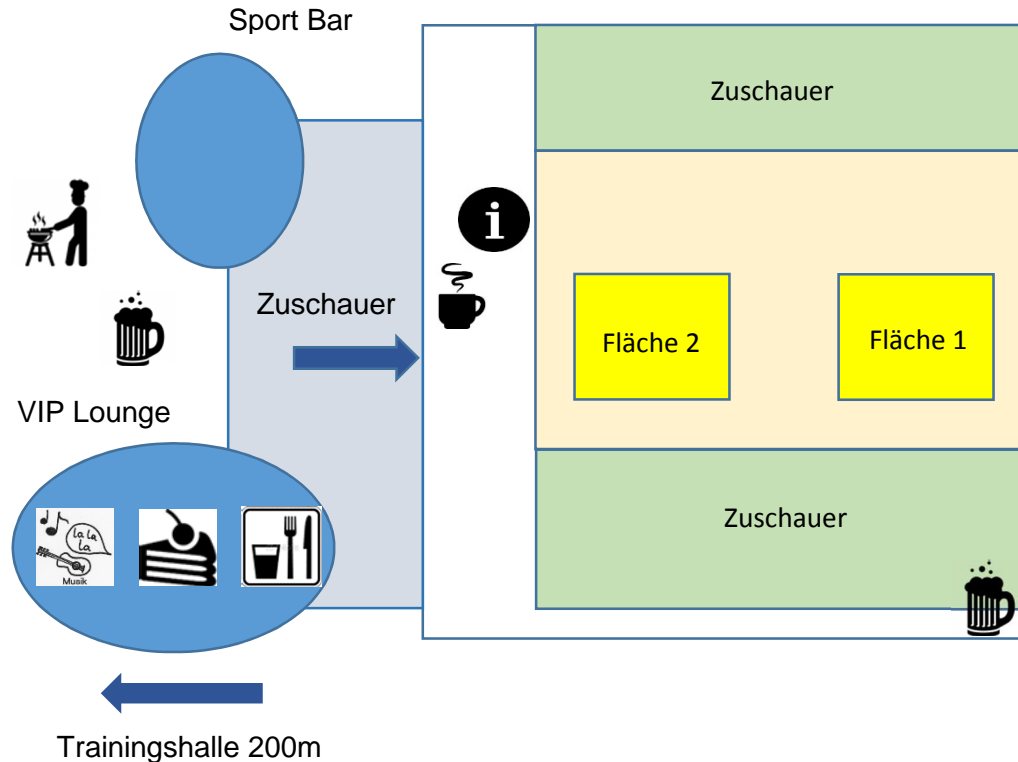 Sport Bar
Zuschauer
i
Zuschauer
Fläche 2
Fläche 1
VIP Lounge
Zuschauer
la la
la
Musik
Trainingshalle 200m